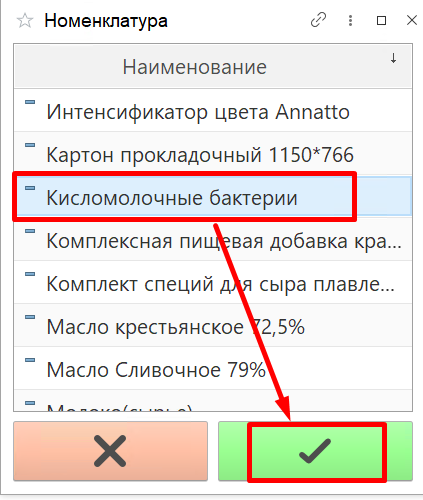 Номенклатура
Наименование
Интенсификатор цвета Annatto
Картон прокладочный 1150*766
Кисломолочные бактерии
Комплексная пищевая добавка кра...
Комплект специй для сыра плавле...
Масло крестьянское 72,5%
Масло Сливочное 79%
Молоко(сырье)